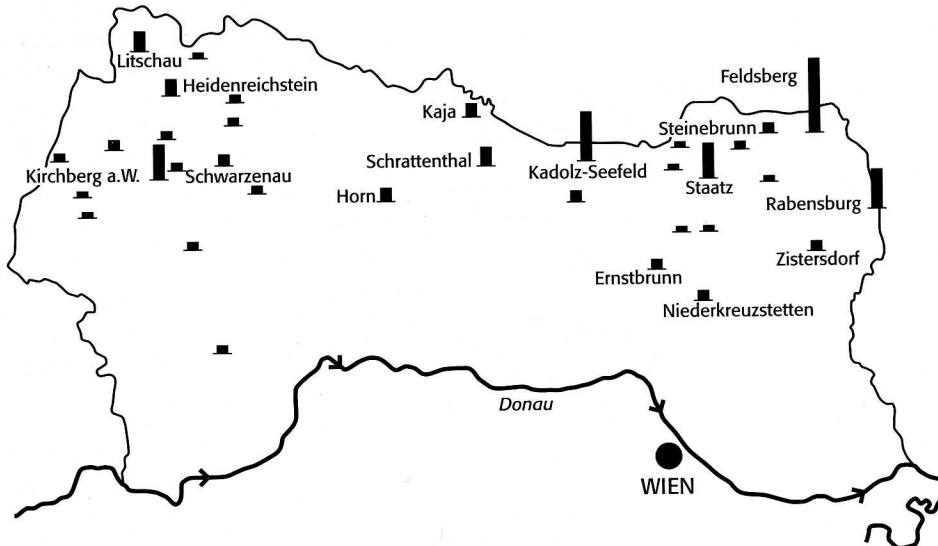 Litschau
Heidenreichstein
Feldsberg
Kaja
Steinebrunn
Schrattenthal
Kadolz-Seefeld
Kirchberg a.W.
Schwarzenau
Staatz
Horn
Rabensburg
Zistersdorf
Ernstbrunn
Niederkreuzstetten
Donau
WIEN